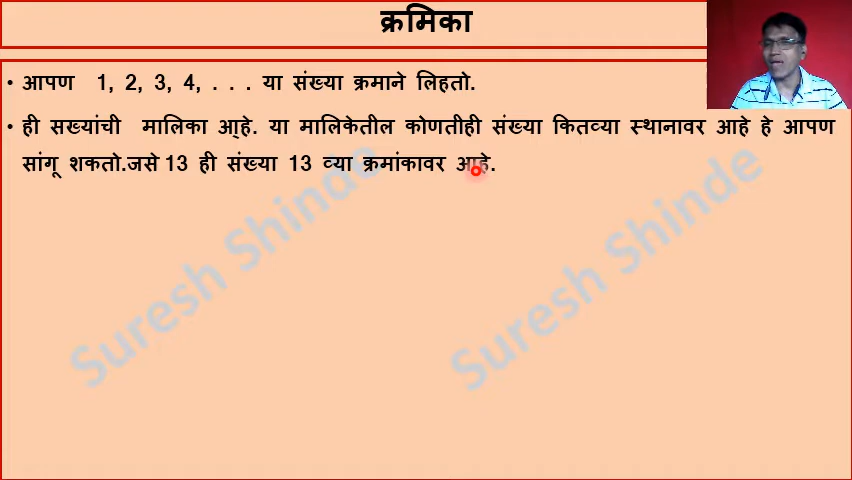 क्रमिका
• आपण 1, 2, 3, 4, . . . या संख्या क्रमाने लिहतो.
• ही सख्यांची मालिका आ्हे. या मालिकेतील कोणतीही संख्या कितव्या स्थानावर आहे हे आपण
सांगू शकतो.जसे 13 ही संख्या 13 व्या क्रमांकावर आहे.
Suresh Shinde
Suresh Shinde